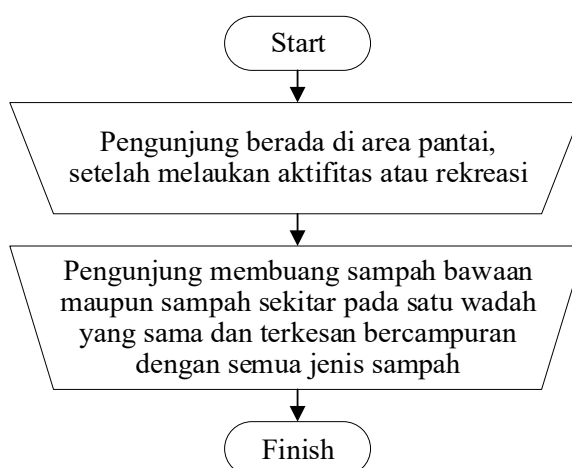 Start
Pengunjung berada di area pantai,
setelah melaukan aktifitas atau rekreasi
Pengunjung membuang sampah bawaan
maupun sampah sekitar pada satu wadah
yang sama dan terkesan bercampuran
dengan semua jenis sampah
Finish